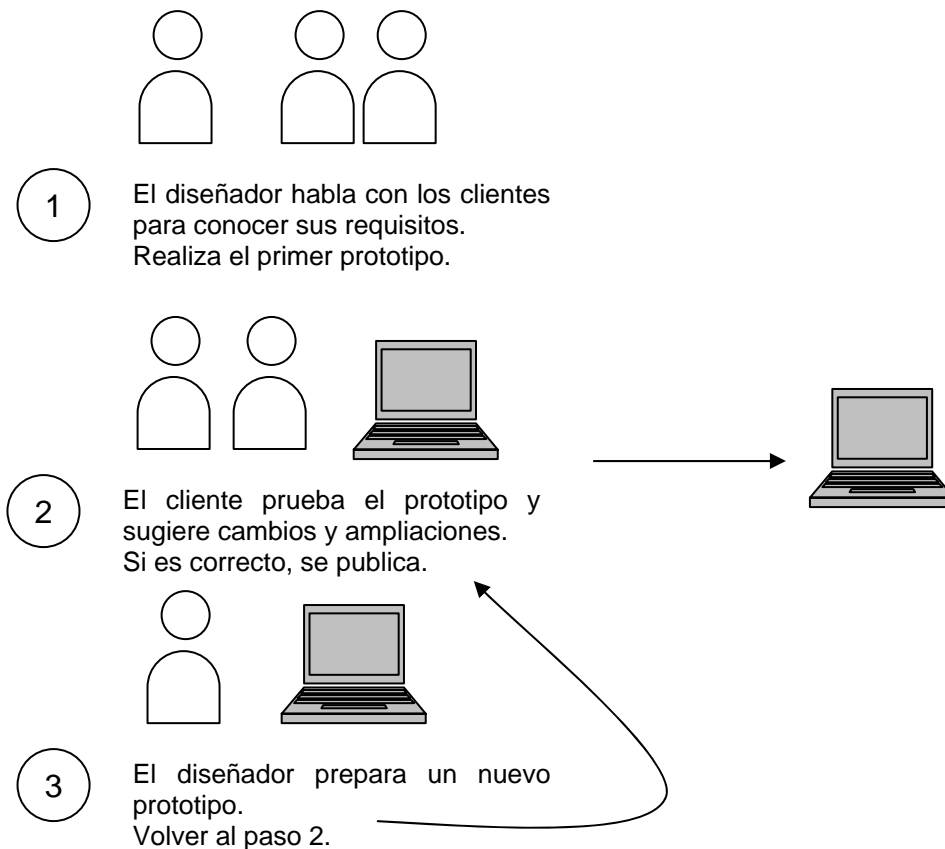 1
El diseñador habla con los clientes
para conocer sus requisitos.
Realiza el primer prototipo.
2
El cliente prueba el prototipo y
sugiere cambios y ampliaciones.
Si es correcto, se publica.
3
El diseñador prepara un nuevo
prototipo.
Volver al paso 2.